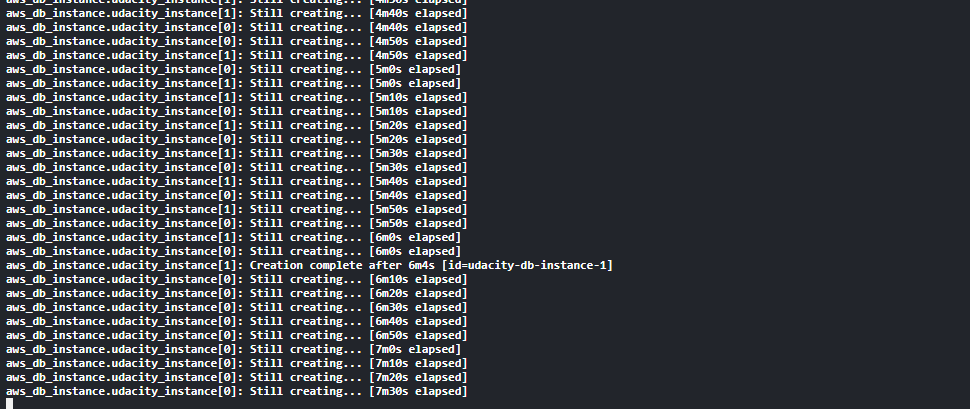 aws_db_instance.udacity_instance[1]: Still creating... [4m30s elapsed]
aws_db_instance.udacity_instance[1]: Still creating... [4m40s elapsed]
aws_db_instance.udacity_instance[0]: Still creating... [4m40s elapsed]
aws_db_instance.udacity_instance[0]: Still creating... [4m50s elapsed]
aws_db_instance.udacity_instance[1]: Still creating... [4m50s elapsed]
aws_db_instance.udacity_instance[0]: Still creating... [5m0s elapsed]
aws_db_instance.udacity_instance[1]: Still creating... [5m0s elapsed]
aws_db_instance.udacity_instance[1]: Still creating... [5m10s elapsed]
aws_db_instance.udacity_instance[0]: Still creating... [5m10s elapsed]
aws_db_instance.udacity_instance[1]: Still creating... [5m20s elapsed]
aws_db_instance.udacity_instance[0]: Still creating... [5m20s elapsed]
aws_db_instance.udacity_instance[1]: Still creating... [5m30s elapsed]
aws_db_instance.udacity_instance[0]: Still creating... [5m30s elapsed]
aws_db_instance.udacity_instance[1]: Still creating... [5m40s elapsed]
aws_db_instance.udacity_instance[0]: Still creating... [5m40s elapsed]
aws_db_instance.udacity_instance[1]: Still creating... [5m50s elapsed]
aws_db_instance.udacity_instance[0]: Still creating... [5m50s elapsed]
aws_db_instance.udacity_instance[1]: Still creating... [6m0s elapsed]
aws_db_instance.udacity_instance[0]: Still creating... [6m0s elapsed]
aws_db_instance.udacity_instance[1]: Creation complete after 6m4s [id=udacity-db-instance-1]
aws_db_instance.udacity_instance[0]: Still creating... [6m10s elapsed]
aws_db_instance.udacity_instance[0]: Still creating... [6m20s elapsed]
aws_db_instance.udacity_instance[0]: Still creating... [6m30s elapsed]
aws_db_instance.udacity_instance[0]: Still creating... [6m40s elapsed]
aws_db_instance.udacity_instance[0]: Still creating... [6m50s elapsed]
aws_db_instance.udacity_instance[0]: Still creating... [7m0s elapsed]
aws_db_instance.udacity_instance[0]: Still creating... [7m10s elapsed]
aws_db_instance.udacity_instance[0]: Still creating... [7m20s elapsed]
aws_db_instance.udacity_instance[0]: Still creating... [7m30s elapsed]